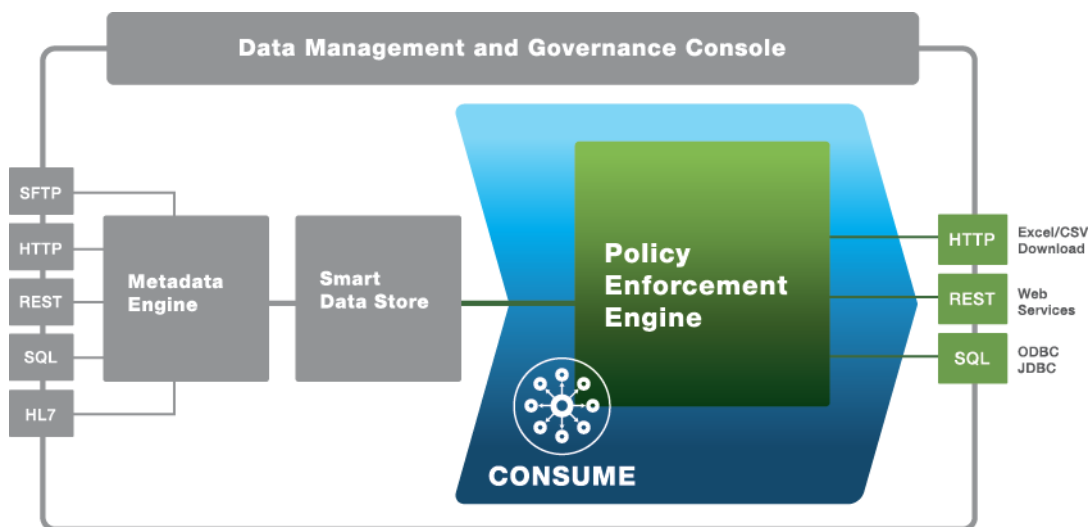 Data Management and Governance Console
SFTP
HTTP
REST
SQL
HL7
Metadata
Engine
Smart
Data Store
Policy
Enforcement
Engine
CONSUME
HTTP
Excel/CSV
Download
REST
Web
Services
SQL
ODBC
JDBC